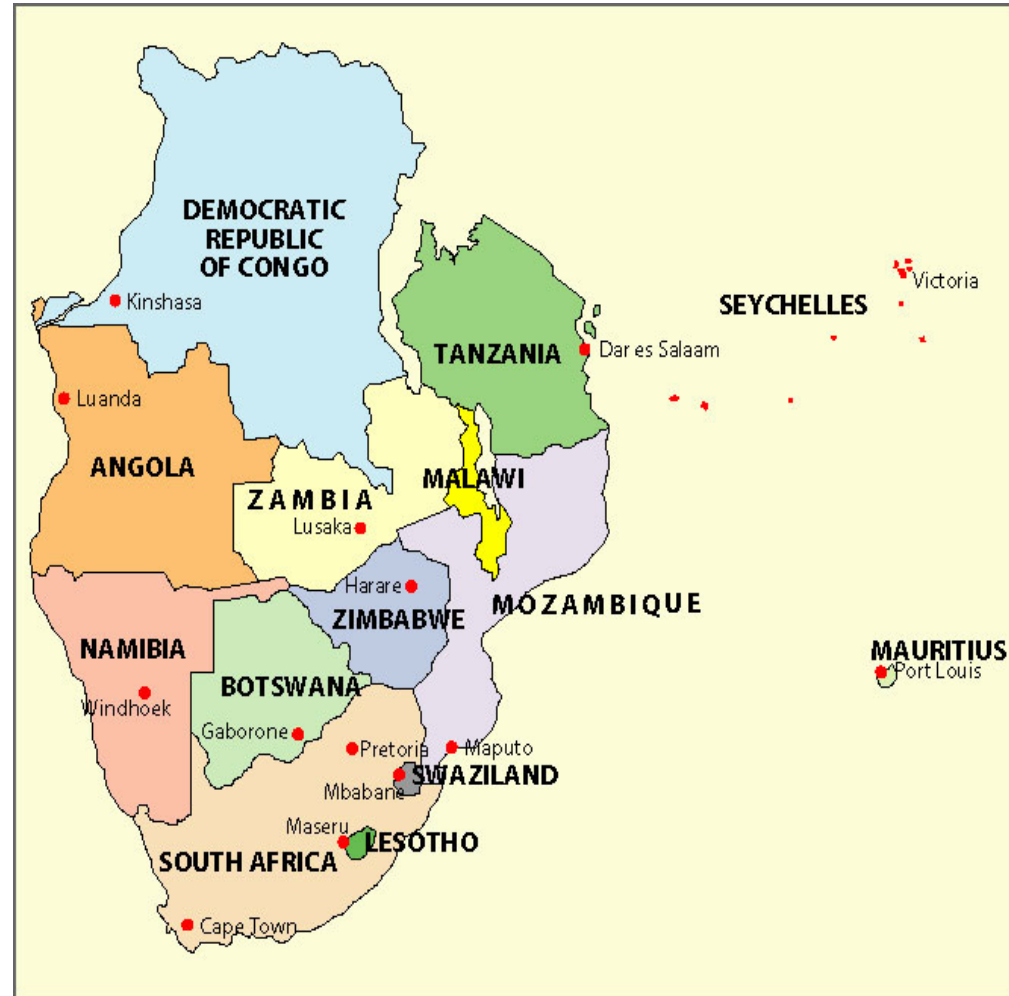 DEMOCRATIC
REPUBLIC
OF CONGO
Kinshasa
Victoria
SEYCHELLES
TANZANIA
Dar es Salaam
Luanda
ANGOLA
MALAWI
ZAMBIA
Lusaka
Harare
MOZAMBIQUE
ZIMBABWE
NAMIBIA
MAURITIUS
Port Louis
BOTSWANA
Windhoek
Gaborone
Pretoria
Maputo
SWAZILAND
Mbabane
Maseru
LESOTHO
SOUTH AFRICA
Cape Town